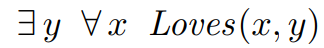 ∃y ∀x Loves(x, y)